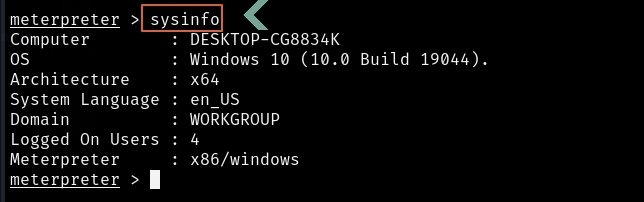 meterpreter > sysinfo
Computer        : DESKTOP-CG8834K
OS              : Windows 10 (10.0 Build 19044).
Architecture    : x64
System Language : en_US
Domain          : WORKGROUP
Logged On Users : 4
Meterpreter     : x86/windows
meterpreter >